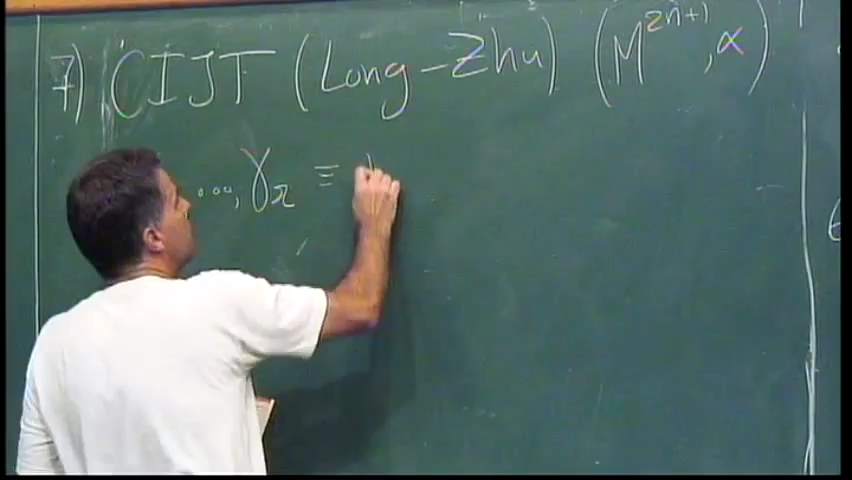 7) CIJT (Long-Zhu) (M^{2n+1}, α)
..., γ_r ≡